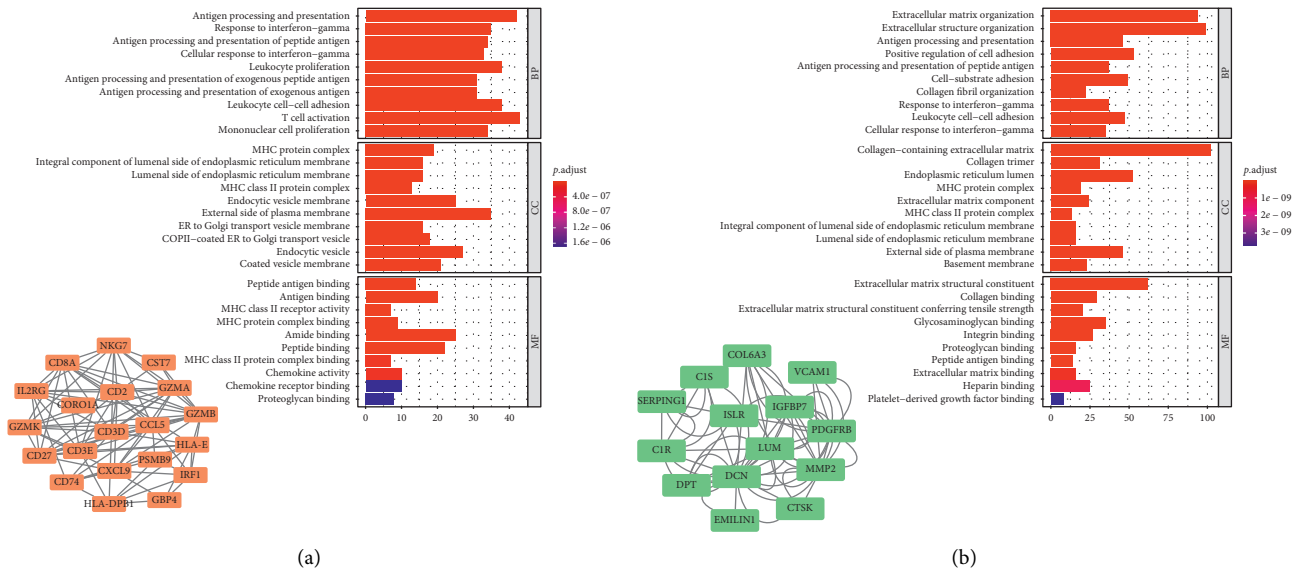 Antigen processing and presentation
Response to interferon−gamma
Antigen processing and presentation of peptide antigen
Cellular response to interferon−gamma
Leukocyte proliferation
Antigen processing and presentation of exogenous peptide antigen
Antigen processing and presentation of exogenous antigen
Leukocyte cell−cell adhesion
T cell activation
Mononuclear cell proliferation
BP
MHC protein complex
Integral component of lumenal side of endoplasmic reticulum membrane
Lumenal side of endoplasmic reticulum membrane
MHC class II protein complex
Endocytic vesicle membrane
External side of plasma membrane
ER to Golgi transport vesicle membrane
COPII−coated ER to Golgi transport vesicle
Endocytic vesicle
Coated vesicle membrane
CC
Peptide antigen binding
Antigen binding
MHC class II receptor activity
MHC protein complex binding
Amide binding
Peptide binding
MHC class II protein complex binding
Chemokine activity
Chemokine receptor binding
Proteoglycan binding
MF
0 10 20 30 40
p.adjust
4.0e − 07
8.0e − 07
1.2e − 06
1.6e − 06
NKG7
CD8A
CST7
IL2RG
CD2
GZMA
CORO1A
GZMB
GZMK
CD3D
CCL5
HLA-E
CD27
CD3E
PSMB9
CXCL9
IRF1
CD74
HLA-DPB1
GBP4
(a)
Extracellular matrix organization
Extracellular structure organization
Antigen processing and presentation
Positive regulation of cell adhesion
Antigen processing and presentation of peptide antigen
Cell−substrate adhesion
Collagen fibril organization
Response to interferon−gamma
Leukocyte cell−cell adhesion
Cellular response to interferon−gamma
BP
Collagen−containing extracellular matrix
Collagen trimer
Endoplasmic reticulum lumen
MHC protein complex
Extracellular matrix component
MHC class II protein complex
Integral component of lumenal side of endoplasmic reticulum membrane
Lumenal side of endoplasmic reticulum membrane
External side of plasma membrane
Basement membrane
CC
Extracellular matrix structural constituent
Collagen binding
Extracellular matrix structural constituent conferring tensile strength
Glycosaminoglycan binding
Integrin binding
Proteoglycan binding
Peptide antigen binding
Extracellular matrix binding
Heparin binding
Platelet−derived growth factor binding
MF
0 25 50 75 100
p.adjust
1e − 09
2e − 09
3e − 09
COL6A3
C1S
VCAM1
SERPING1
ISLR
IGFBP7
PDGFRB
C1R
LUM
MMP2
DPT
DCN
CTSK
EMILIN1
(b)